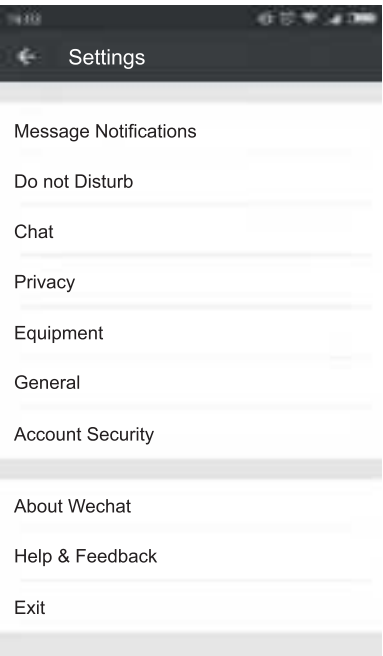 Settings
Message Notifications
Do not Disturb
Chat
Privacy
Equipment
General
Account Security
About Wechat
Help & Feedback
Exit